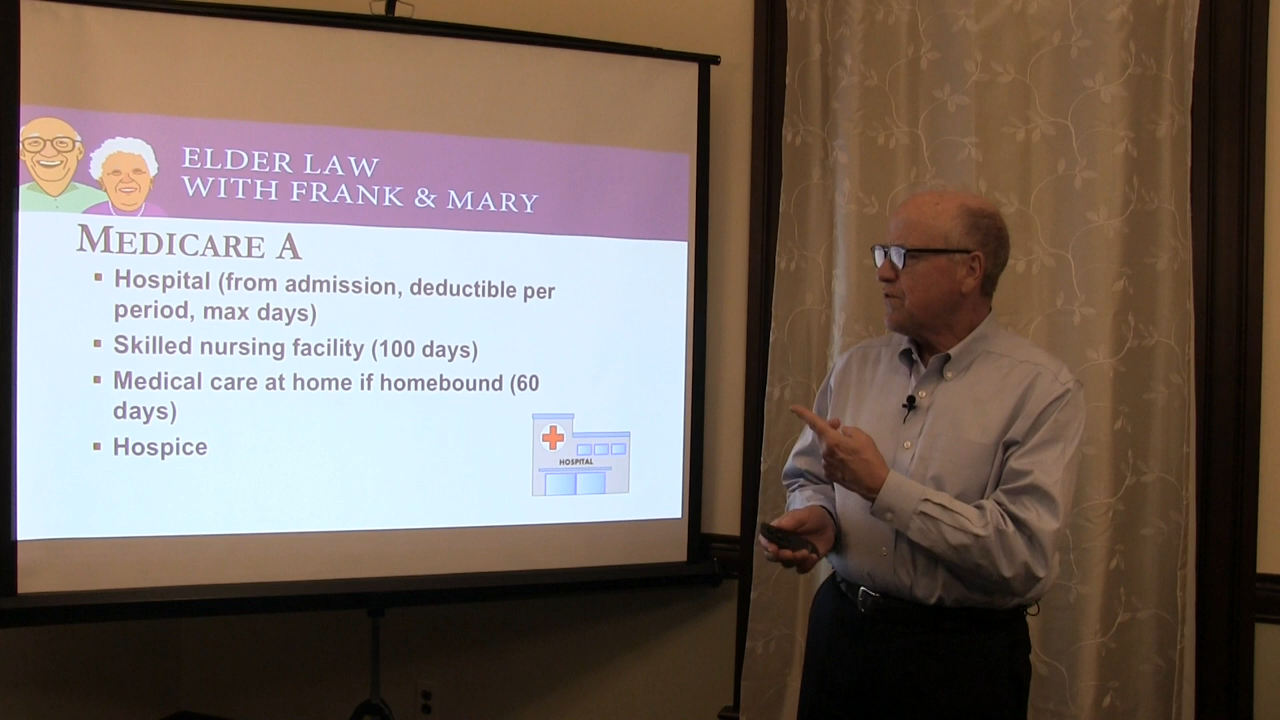 ELDER LAW
WITH FRANK & MARY
MEDICARE A
▪ Hospital (from admission, deductible per
period, max days)
▪ Skilled nursing facility (100 days)
▪ Medical care at home if homebound (60
days)
▪ Hospice
HOSPITAL